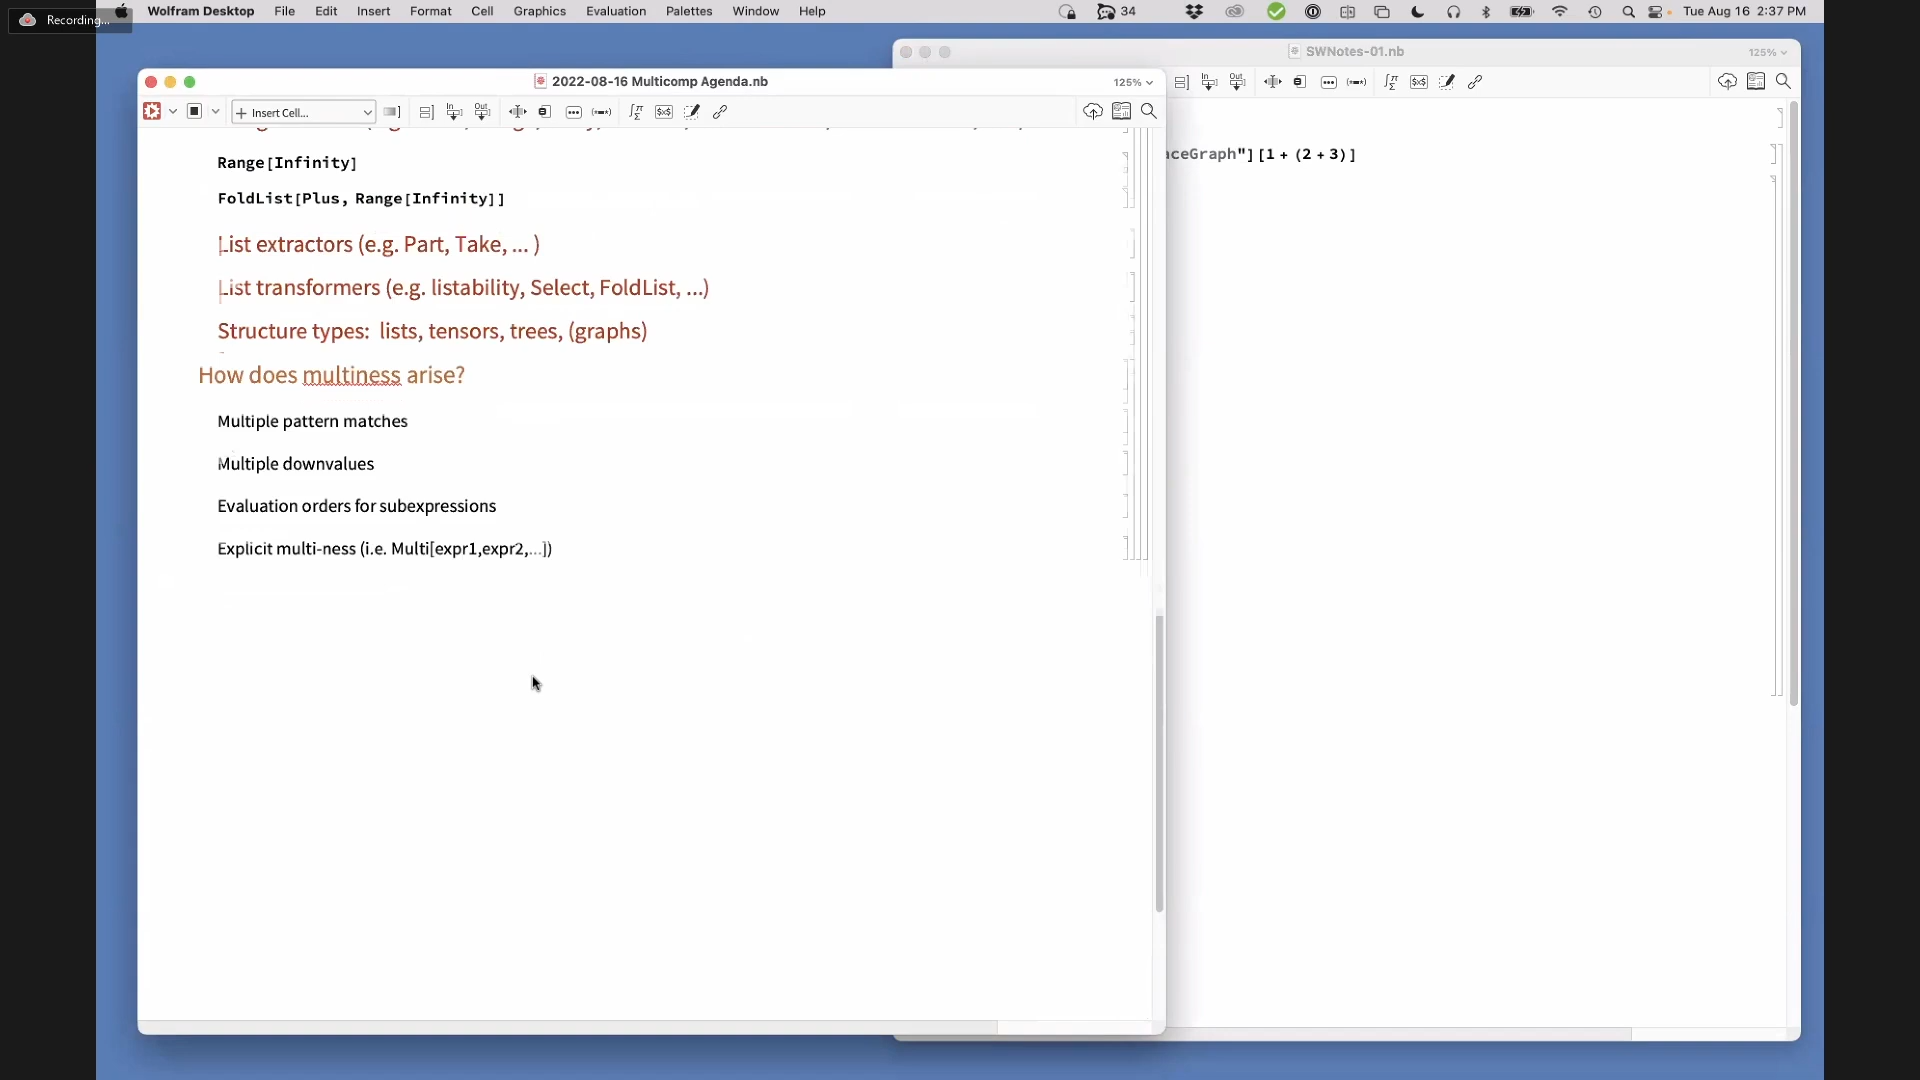 Recording...
Wolfram Desktop File Edit Insert Format Cell Graphics Evaluation Palettes Window Help 34 Tue Aug 16 2:37 PM
SWNotes-01.nb 125%
2022-08-16 Multicomp Agenda.nb 125%
Insert Cell...
Range[Infinity]
aceGraph"][1 + (2 + 3)]
FoldList[Plus, Range[Infinity]]
List extractors (e.g. Part, Take, ... )
List transformers (e.g. listability, Select, FoldList, ...)
Structure types: lists, tensors, trees, (graphs)
How does multiness arise?
Multiple pattern matches
Multiple downvalues
Evaluation orders for subexpressions
Explicit multi-ness (i.e. Multi[expr1,expr2,...])